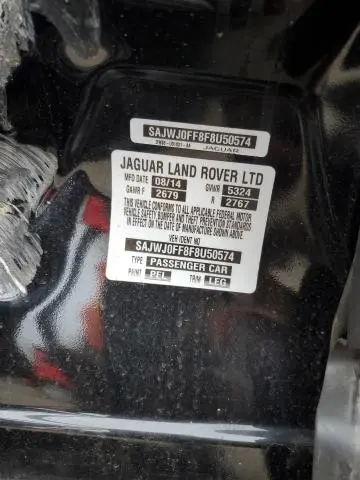 SAJWJ0FF8F8U50574
JAGUAR
JAGUAR LAND ROVER LTD
MFD DATE 08/14 GVWR 5324
GAWR F 2679 R 2767
THIS VEHICLE CONFORMS TO ALL APPLICABLE FEDERAL MOTOR
VEHICLE SAFETY BUMPER AND THEFT PREVENTION STANDARDS
IN EFFECT ON THE DATE OF MANUFACTURE SHOWN ABOVE.
VEH IDENT NO
SAJWJ0FF8F8U50574
TYPE PASSENGER CAR
PAINT PEL TRIM LEG